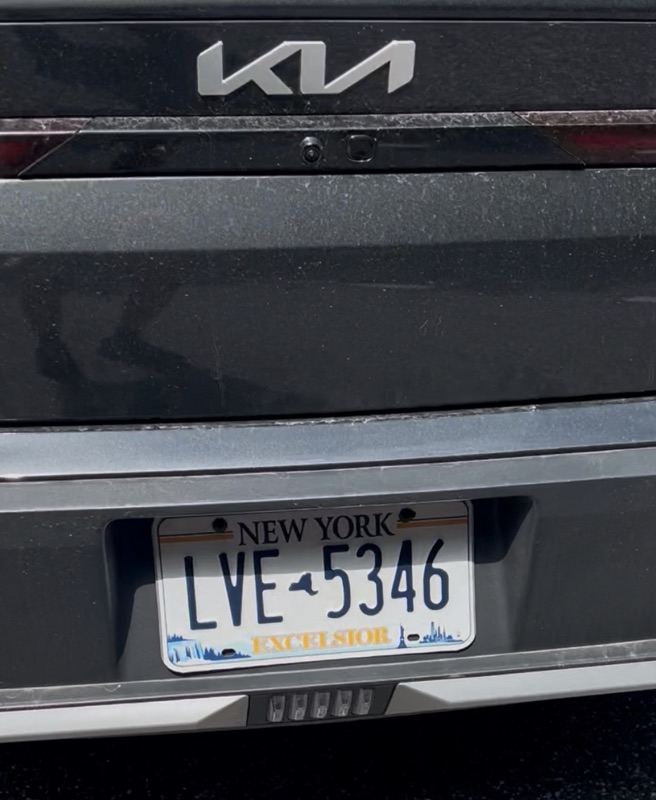 KIA
NEW YORK
LVE 5346
EXCELSIOR